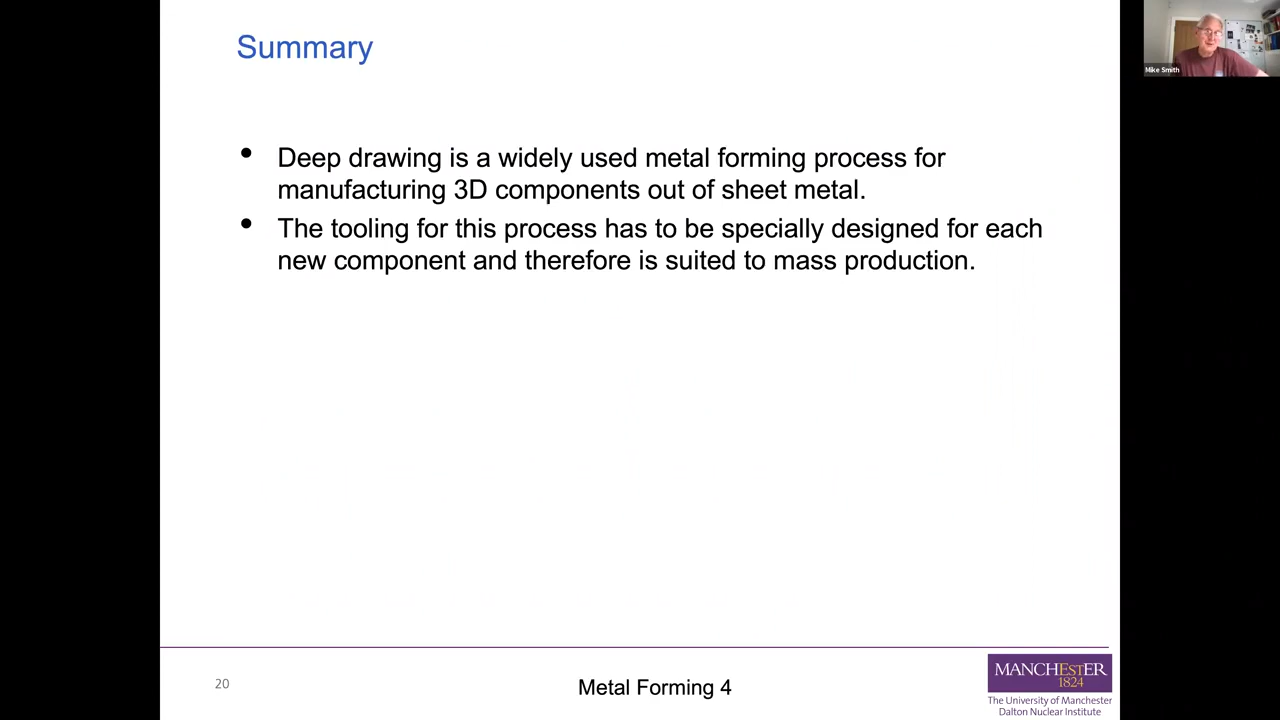 Summary
Mike Smith
• Deep drawing is a widely used metal forming process for
manufacturing 3D components out of sheet metal.
• The tooling for this process has to be specially designed for each
new component and therefore is suited to mass production.
20
Metal Forming 4
MANCHESTER
1824
The University of Manchester
Dalton Nuclear Institute